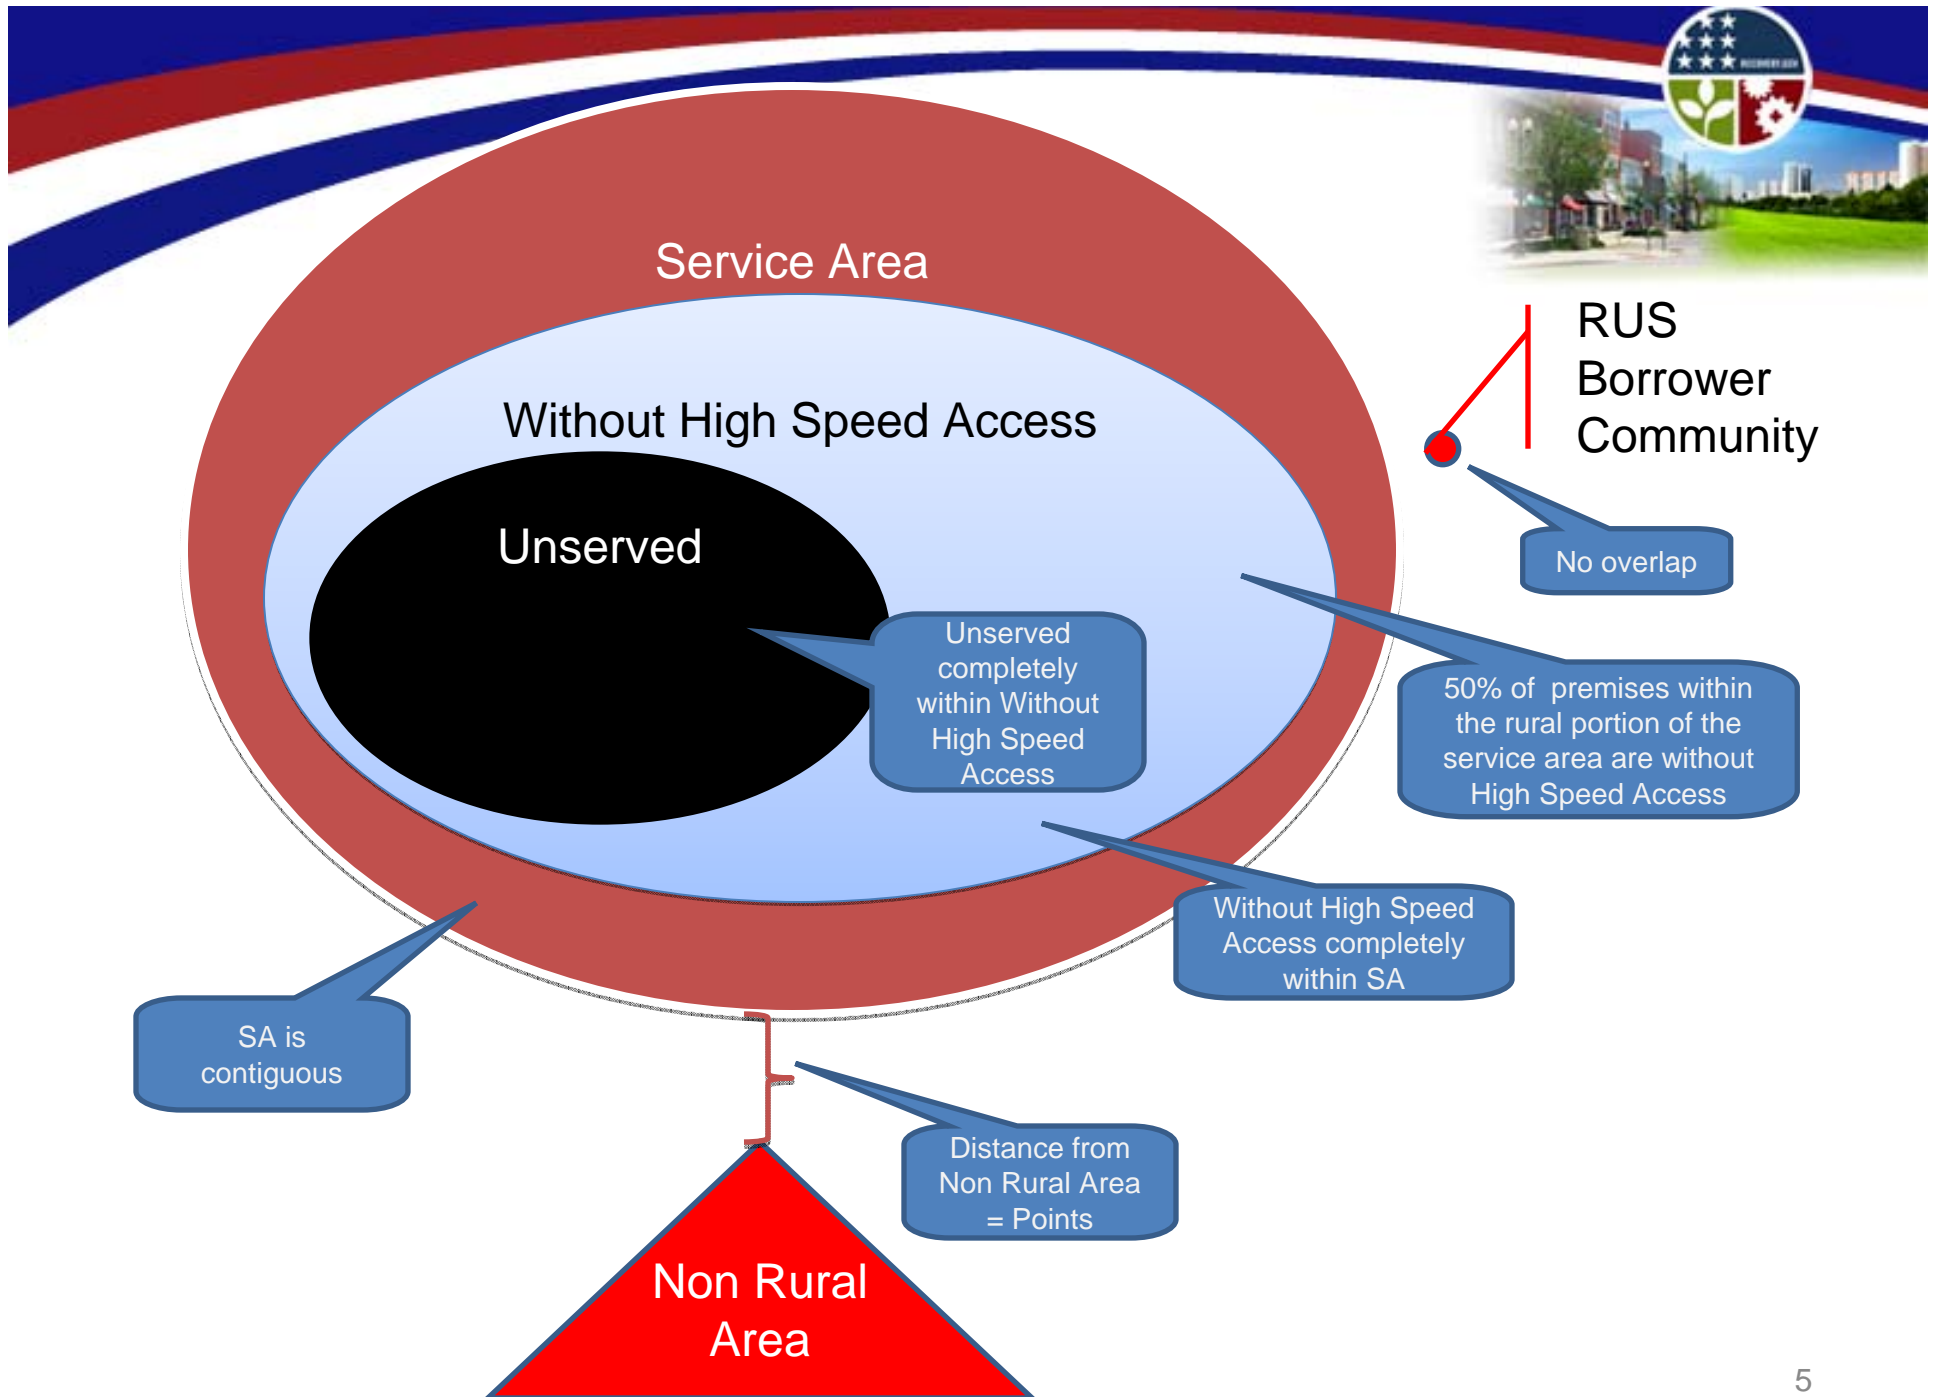 RECOVERY.GOV
Service Area
RUS
Borrower
Community
Without High Speed Access
Unserved
No overlap
Unserved
completely
within Without
High Speed
Access
50% of  premises within
the rural portion of the
service area are without
High Speed Access
Without High Speed
Access completely
within SA
SA is
contiguous
Distance from
Non Rural Area
= Points
Non Rural
Area
5